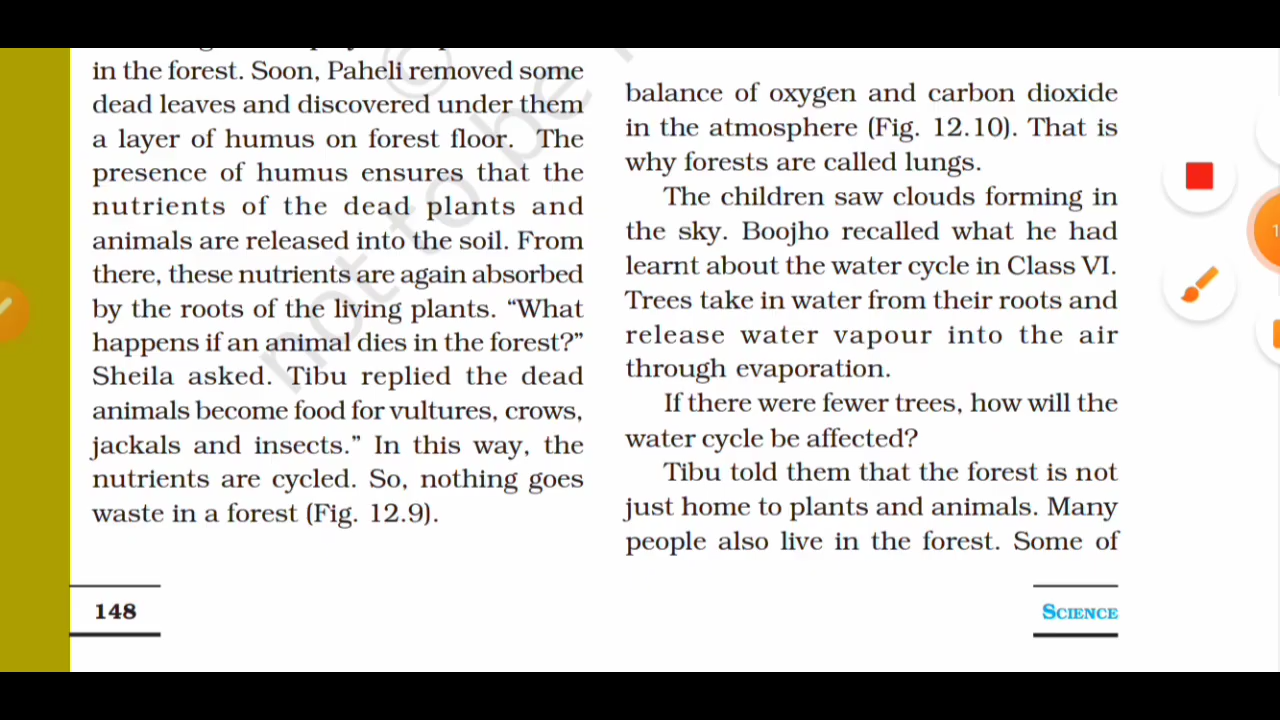 in the forest. Soon, Paheli removed some
dead leaves and discovered under them
a layer of humus on forest floor. The
presence of humus ensures that the
nutrients of the dead plants and
animals are released into the soil. From
there, these nutrients are again absorbed
by the roots of the living plants. “What
happens if an animal dies in the forest?”
Sheila asked. Tibu replied the dead
animals become food for vultures, crows,
jackals and insects.” In this way, the
nutrients are cycled. So, nothing goes
waste in a forest (Fig. 12.9).
balance of oxygen and carbon dioxide
in the atmosphere (Fig. 12.10). That is
why forests are called lungs.
The children saw clouds forming in
the sky. Boojho recalled what he had
learnt about the water cycle in Class VI.
Trees take in water from their roots and
release water vapour into the air
through evaporation.
If there were fewer trees, how will the
water cycle be affected?
Tibu told them that the forest is not
just home to plants and animals. Many
people also live in the forest. Some of
148
SCIENCE
©
not to be
1